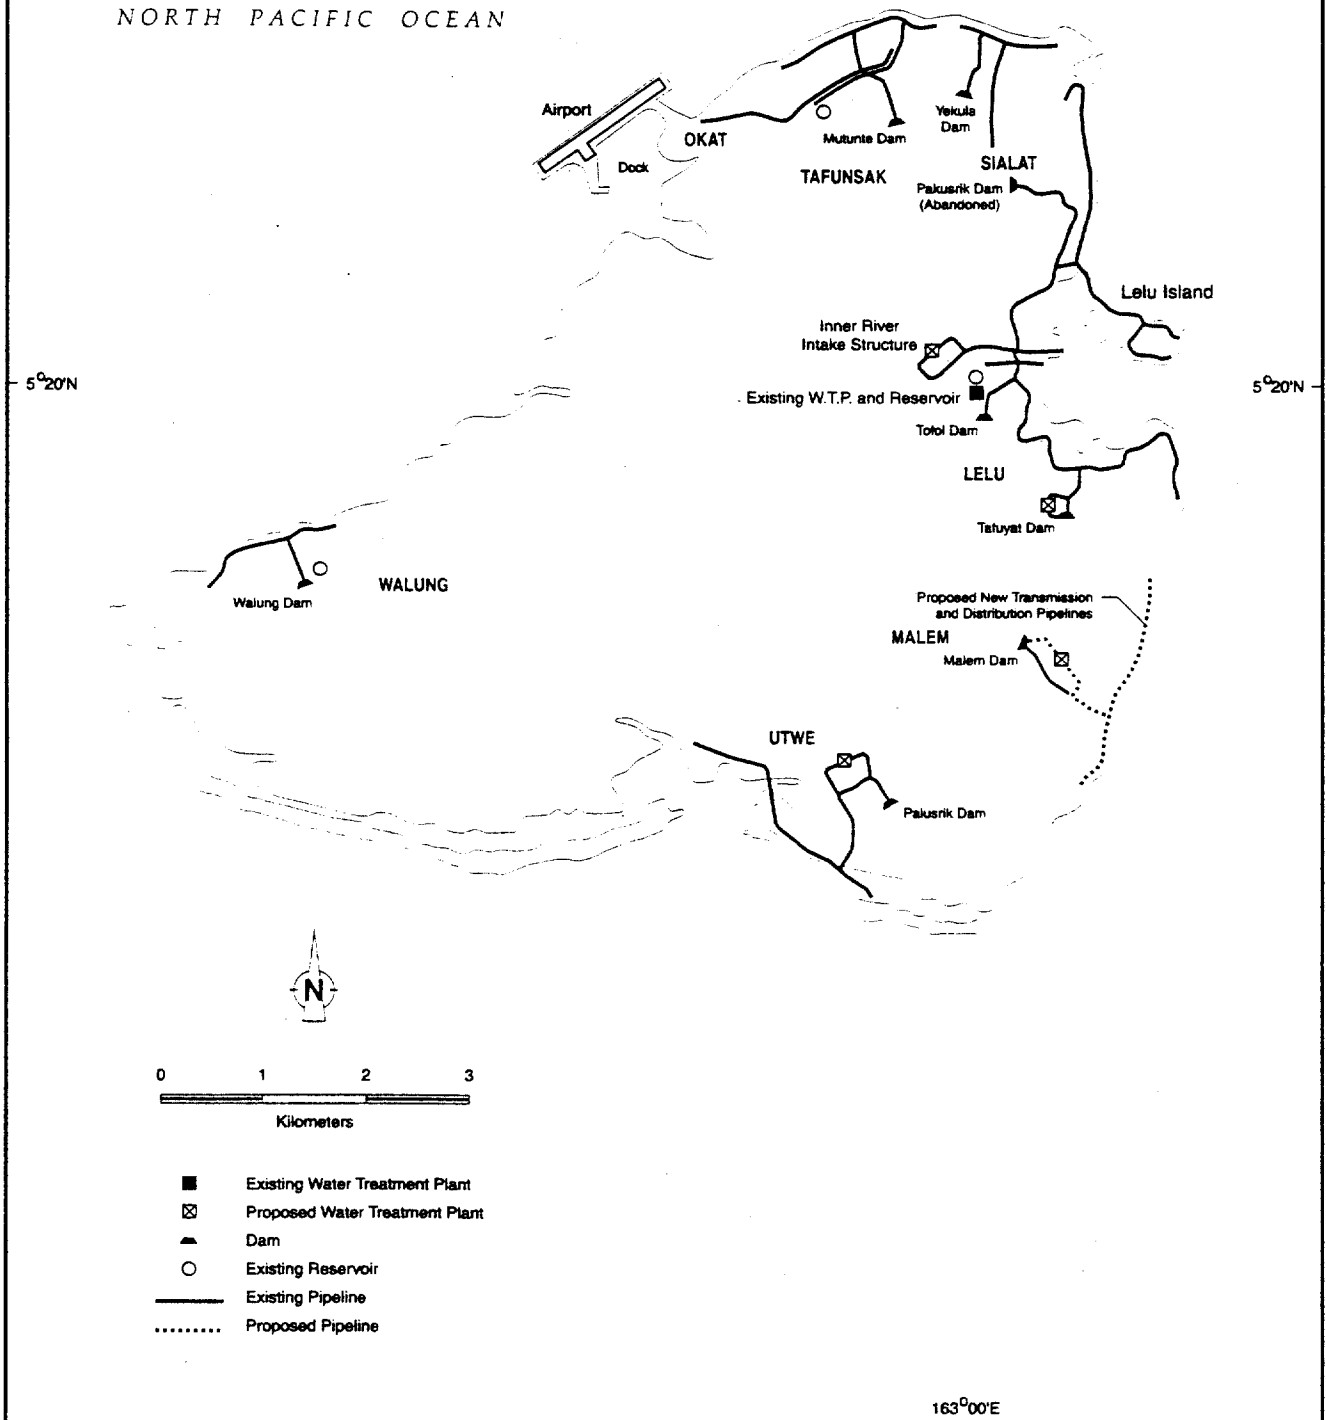 NORTH PACIFIC OCEAN
Airport
Dock
OKAT
Mutunte Dam
Yekula
Dam
TAFUNSAK
SIALAT
Pakusrik Dam
(Abandoned)
Lelu Island
Inner River
Intake Structure
5°20'N
5°20'N
Existing W.T.P. and Reservoir
Tofol Dam
LELU
Tafuyat Dam
WALUNG
Walung Dam
Proposed New Transmission
and Distribution Pipelines
MALEM
Malem Dam
UTWE
Palusrik Dam
N
0 1 2 3
Kilometers
Existing Water Treatment Plant
Proposed Water Treatment Plant
Dam
Existing Reservoir
Existing Pipeline
Proposed Pipeline
163°00'E